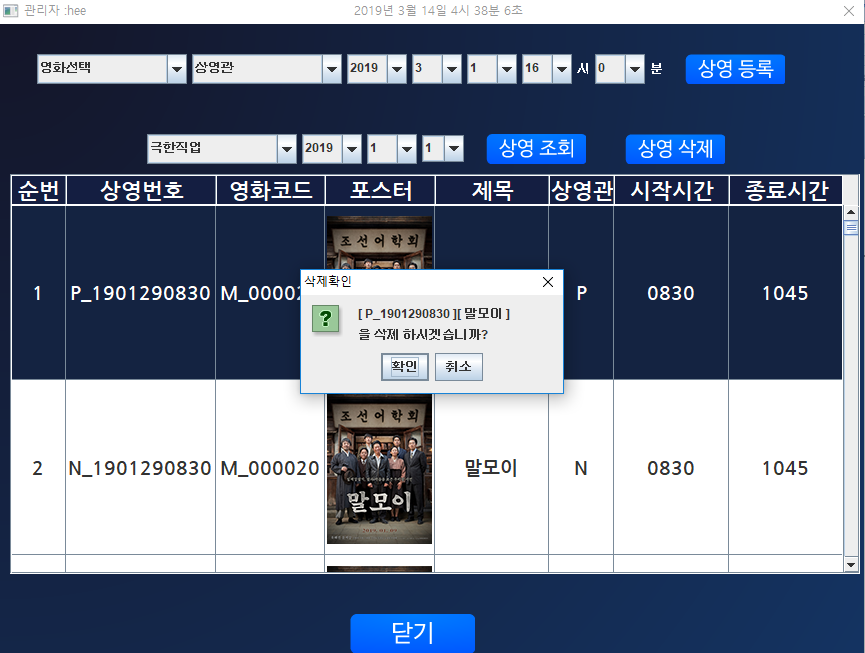 관리자 :hee 2019년 3월 14일 4시 38분 6초
영화선택 상영관 2019 3 1 16 시 0 분 상영 등록
극한직업 2019 1 1 상영 조회 상영 삭제
순번 상영번호 영화코드 포스터 제목 상영관 시작시간 종료시간
조선어학회
1 P_1901290830 M_00002 P 0830 1045
삭제확인
?
[ P_1901290830 ][ 말모이 ]
을 삭제 하시겟습니까?
확인 취소
조선어학회
2 N_1901290830 M_000020 말모이 N 0830 1045
말모이
닫기